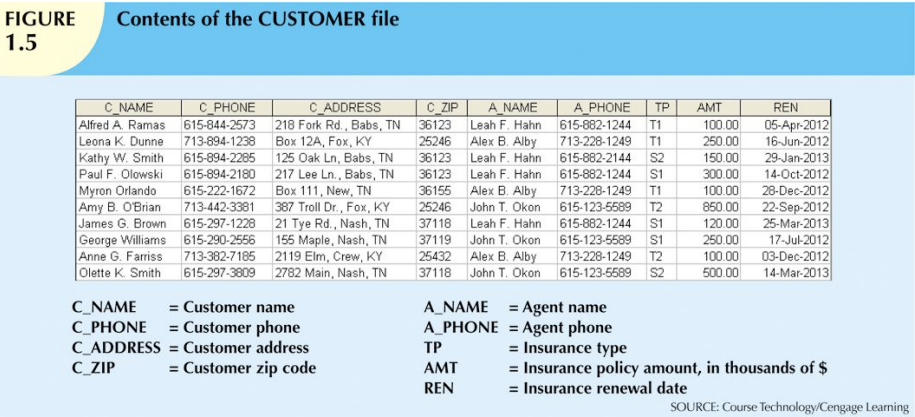 FIGURE 1.5
Contents of the CUSTOMER file
C_NAME C_PHONE C_ADDRESS C_ZIP A_NAME A_PHONE TP AMT REN
Alfred A. Ramas 615-844-2573 218 Fork Rd., Babs, TN 36123 Leah F. Hahn 615-882-1244 T1 100.00 05-Apr-2012
Leona K. Dunne 713-894-1238 Box 12A, Fox, KY 25246 Alex B. Alby 713-228-1249 T1 250.00 16-Jun-2012
Kathy W. Smith 615-894-2285 125 Oak Ln, Babs, TN 36123 Leah F. Hahn 615-882-2144 S2 150.00 29-Jan-2013
Paul F. Olowski 615-894-2180 217 Lee Ln., Babs, TN 36123 Leah F. Hahn 615-882-1244 S1 300.00 14-Oct-2012
Myron Orlando 615-222-1672 Box 111, New, TN 36155 Alex B. Alby 713-228-1249 T1 100.00 28-Dec-2012
Amy B. O'Brian 713-442-3381 387 Troll Dr., Fox, KY 25246 John T. Okon 615-123-5589 T2 850.00 22-Sep-2012
James G. Brown 615-297-1228 21 Tye Rd., Nash, TN 37118 Leah F. Hahn 615-882-1244 S1 120.00 25-Mar-2013
George Williams 615-290-2556 155 Maple, Nash, TN 37119 John T. Okon 615-123-5589 S1 250.00 17-Jul-2012
Anne G. Farriss 713-382-7185 2119 Elm, Crew, KY 25432 Alex B. Alby 713-228-1249 T2 100.00 03-Dec-2012
Olette K. Smith 615-297-3809 2782 Main, Nash, TN 37118 John T. Okon 615-123-5589 S2 500.00 14-Mar-2013
C_NAME = Customer name
C_PHONE = Customer phone
C_ADDRESS = Customer address
C_ZIP = Customer zip code
A_NAME = Agent name
A_PHONE = Agent phone
TP = Insurance type
AMT = Insurance policy amount, in thousands of $
REN = Insurance renewal date
SOURCE: Course Technology/Cengage Learning